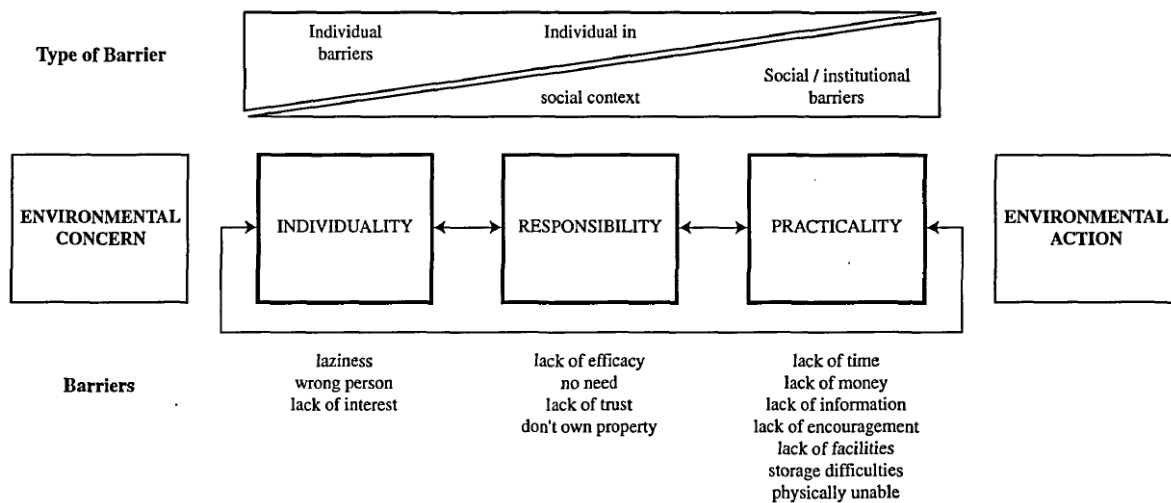 Type of Barrier
Individual
barriers
Individual in
social context
Social / institutional
barriers
ENVIRONMENTAL
CONCERN
INDIVIDUALITY
RESPONSIBILITY
PRACTICALITY
ENVIRONMENTAL
ACTION
Barriers
laziness
wrong person
lack of interest
lack of efficacy
no need
lack of trust
don't own property
lack of time
lack of money
lack of information
lack of encouragement
lack of facilities
storage difficulties
physically unable